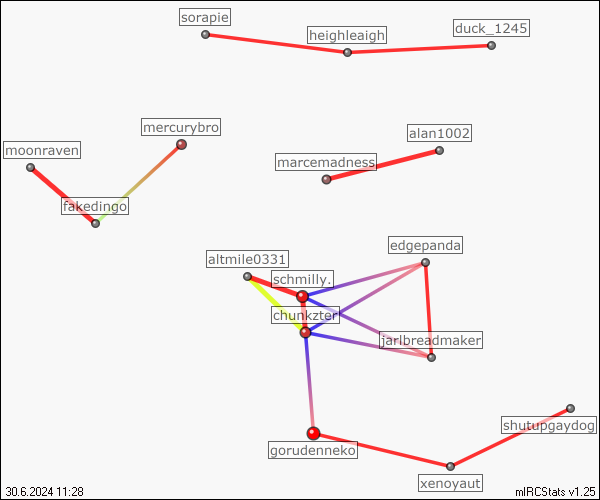 sorapie
duck_1245
heighleaigh
mercurybro
alan1002
moonraven
marcemadness
fakedingo
edgepanda
altmile0331
schmilly.
chunkzter
jarlbreadmaker
shutupgaydog
gorudenneko
xenoyaut
30.6.2024 11:28
mIRCStats v1.25